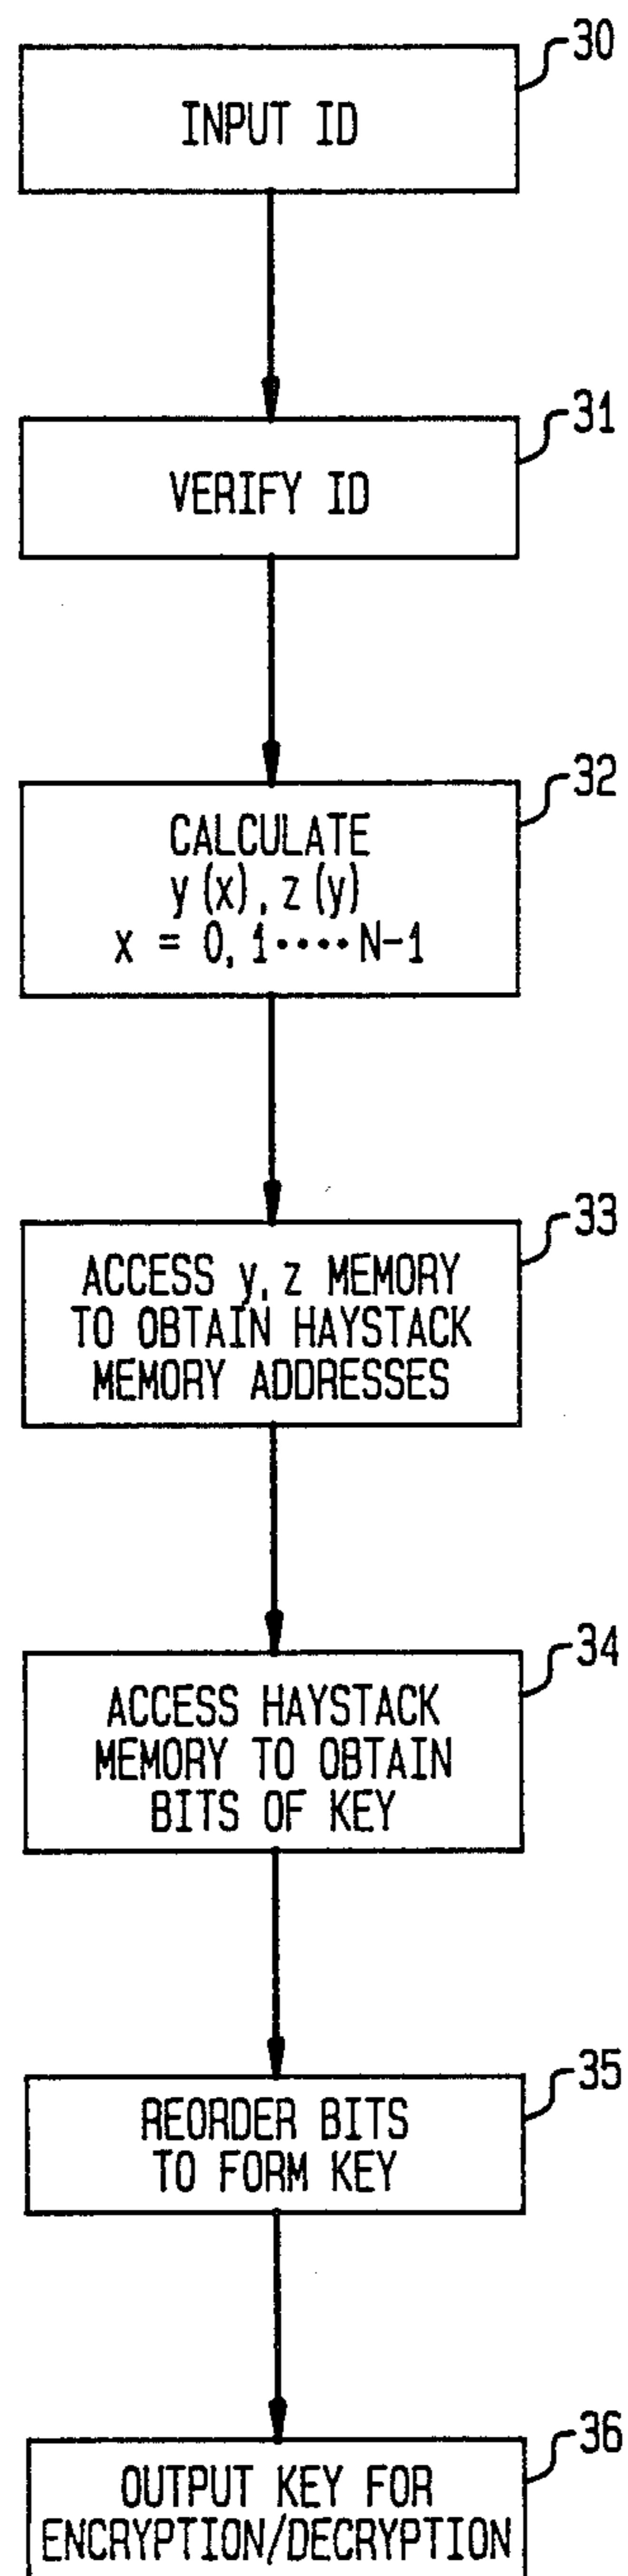 30
INPUT ID
31
VERIFY ID
32
CALCULATE
y(x), z(y)
x = 0, 1····N-1
33
ACCESS y, z MEMORY
TO OBTAIN HAYSTACK
MEMORY ADDRESSES
34
ACCESS HAYSTACK
MEMORY TO OBTAIN
BITS OF KEY
35
REORDER BITS
TO FORM KEY
36
OUTPUT KEY FOR
ENCRYPTION/DECRYPTION